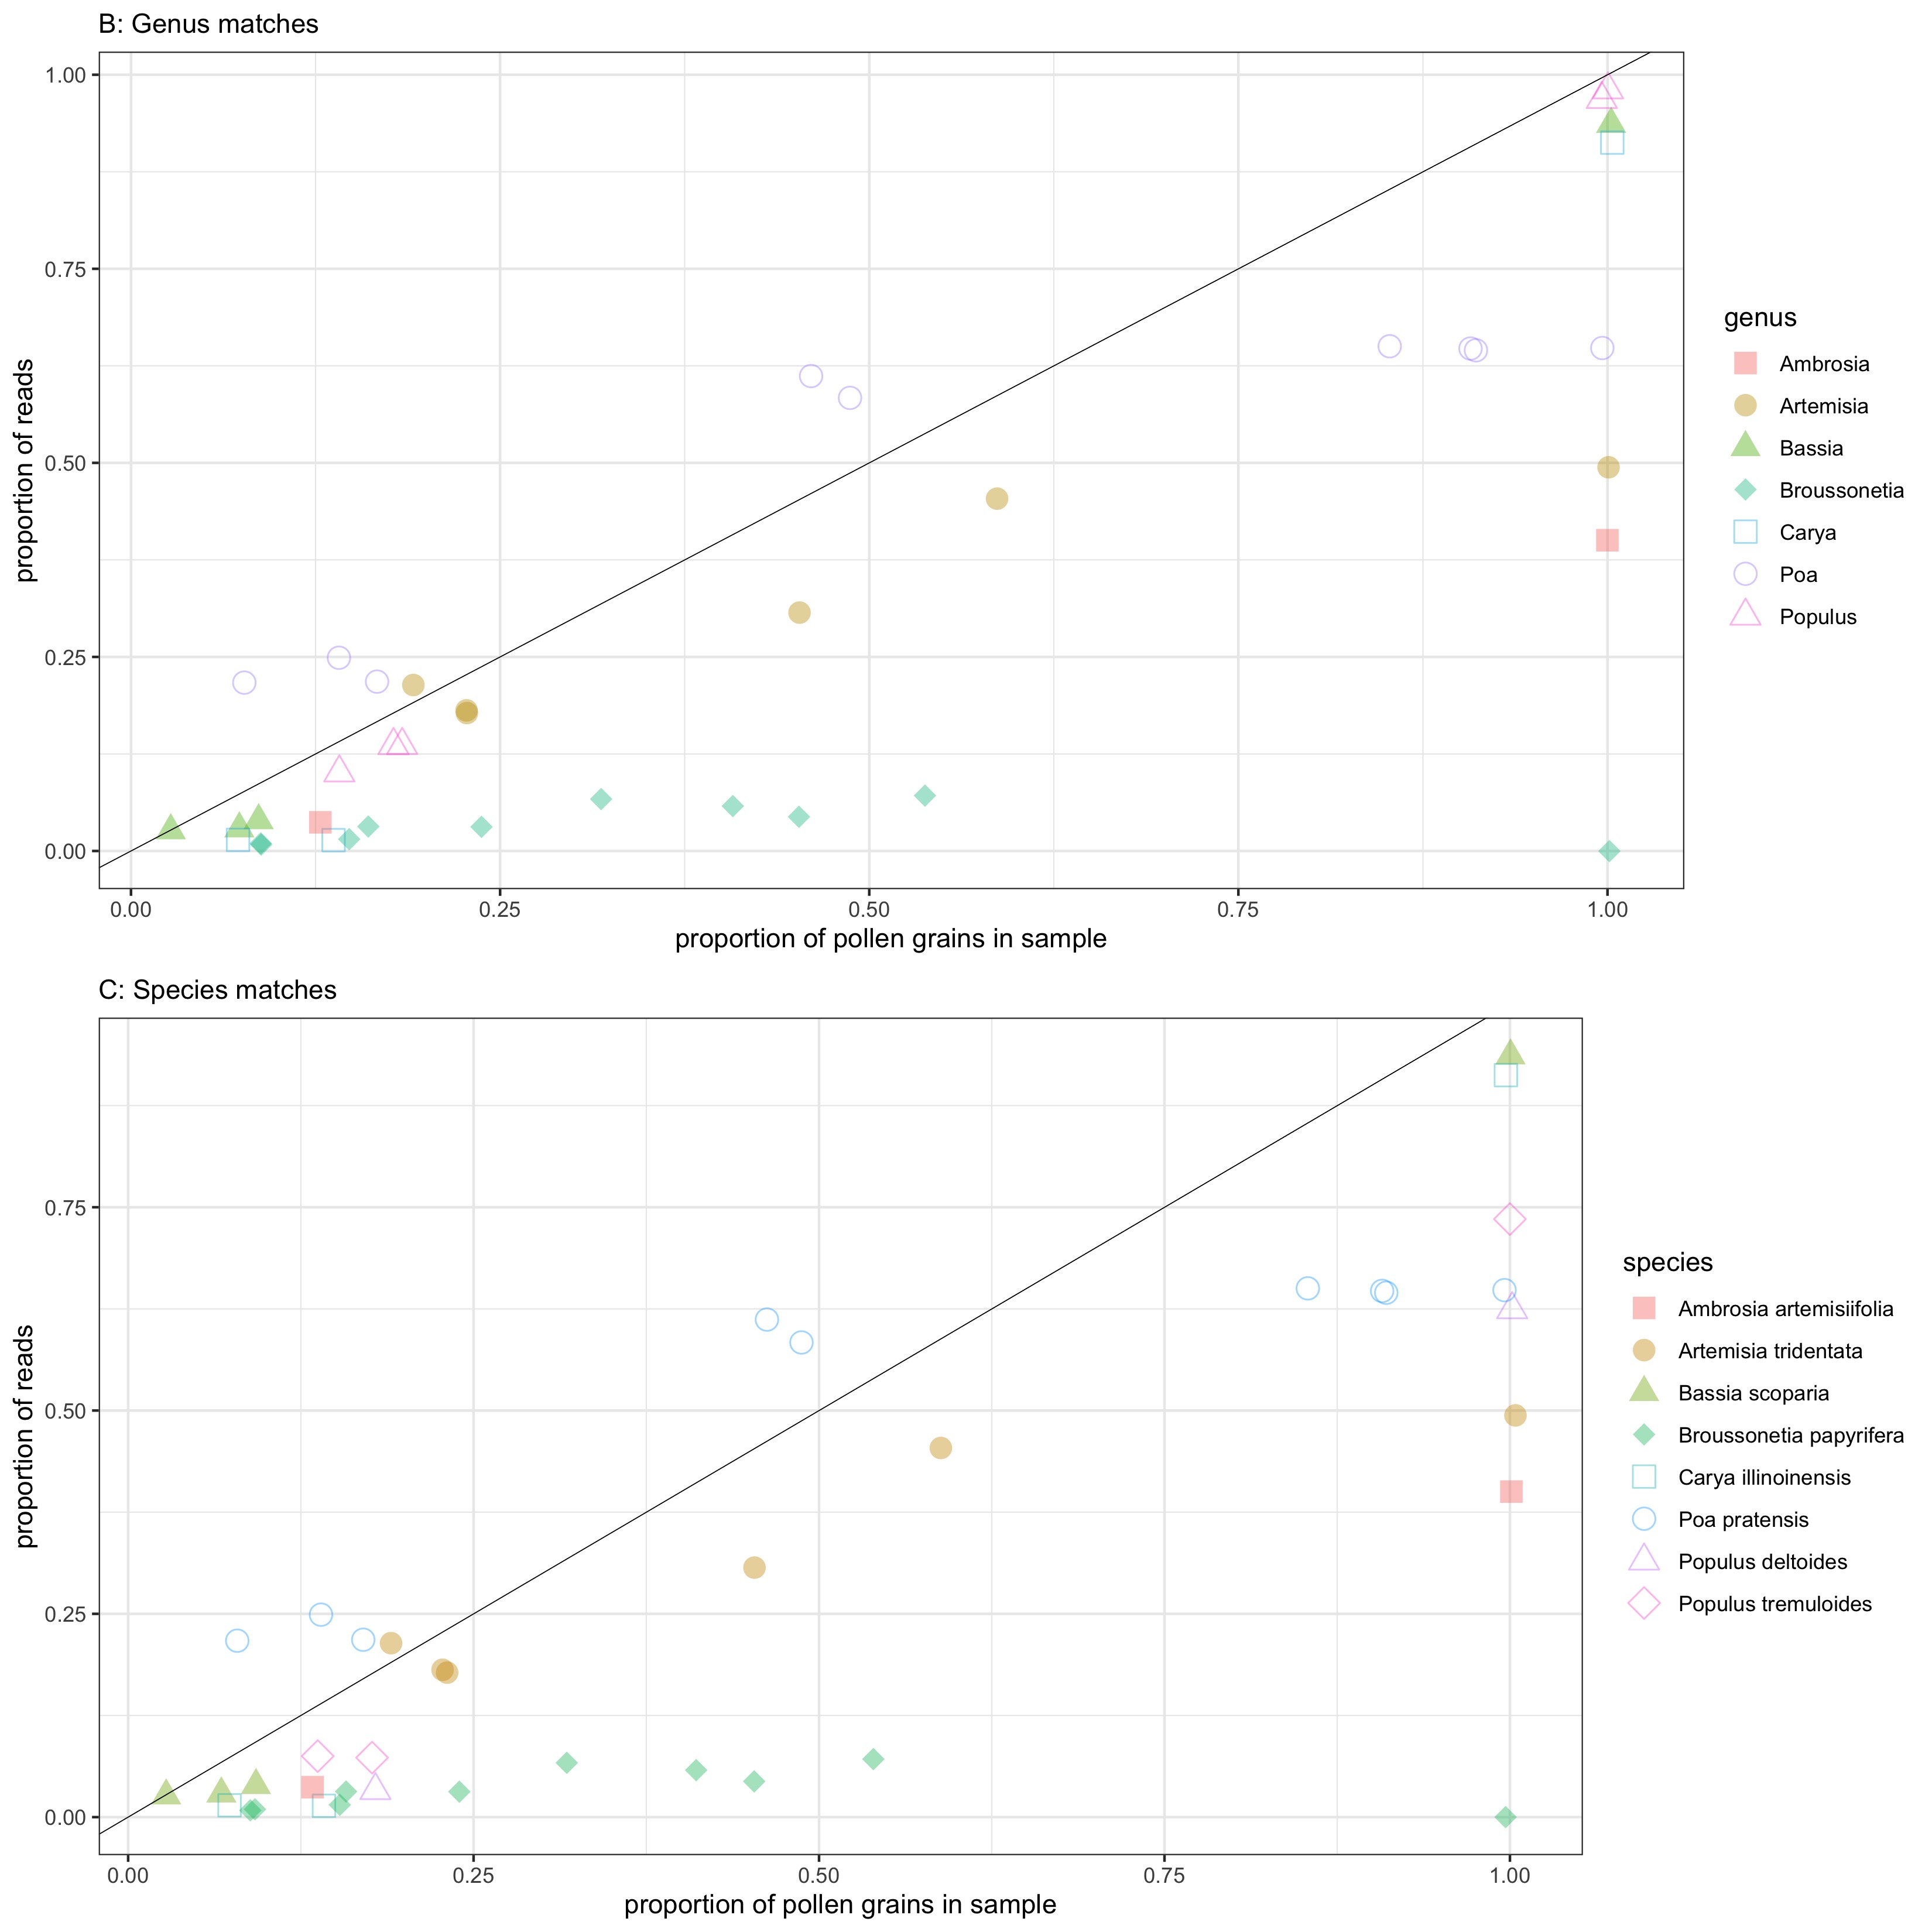 B: Genus matches
1.00
0.75
0.50
0.25
0.00
proportion of reads
0.00 0.25 0.50 0.75 1.00
proportion of pollen grains in sample
genus
Ambrosia
Artemisia
Bassia
Broussonetia
Carya
Poa
Populus
C: Species matches
0.75
0.50
0.25
0.00
proportion of reads
0.00 0.25 0.50 0.75 1.00
proportion of pollen grains in sample
species
Ambrosia artemisiifolia
Artemisia tridentata
Bassia scoparia
Broussonetia papyrifera
Carya illinoinensis
Poa pratensis
Populus deltoides
Populus tremuloides